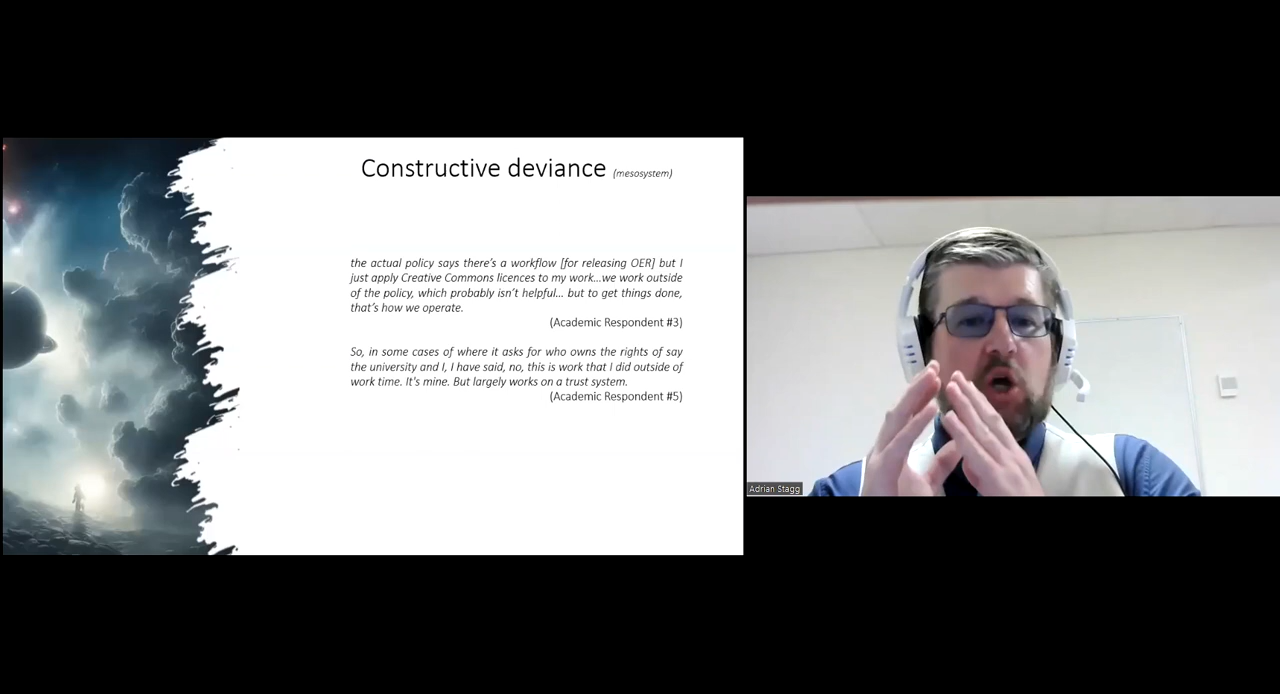 Constructive deviance (mesosystem)
the actual policy says there's a workflow [for releasing OER] but I
just apply Creative Commons licences to my work...we work outside
of the policy, which probably isn't helpful... but to get things done,
that's how we operate.
(Academic Respondent #3)
So, in some cases of where it asks for who owns the rights of say
the university and I, I have said, no, this is work that I did outside of
work time. It's mine. But largely works on a trust system.
(Academic Respondent #5)
Adrian Stagg